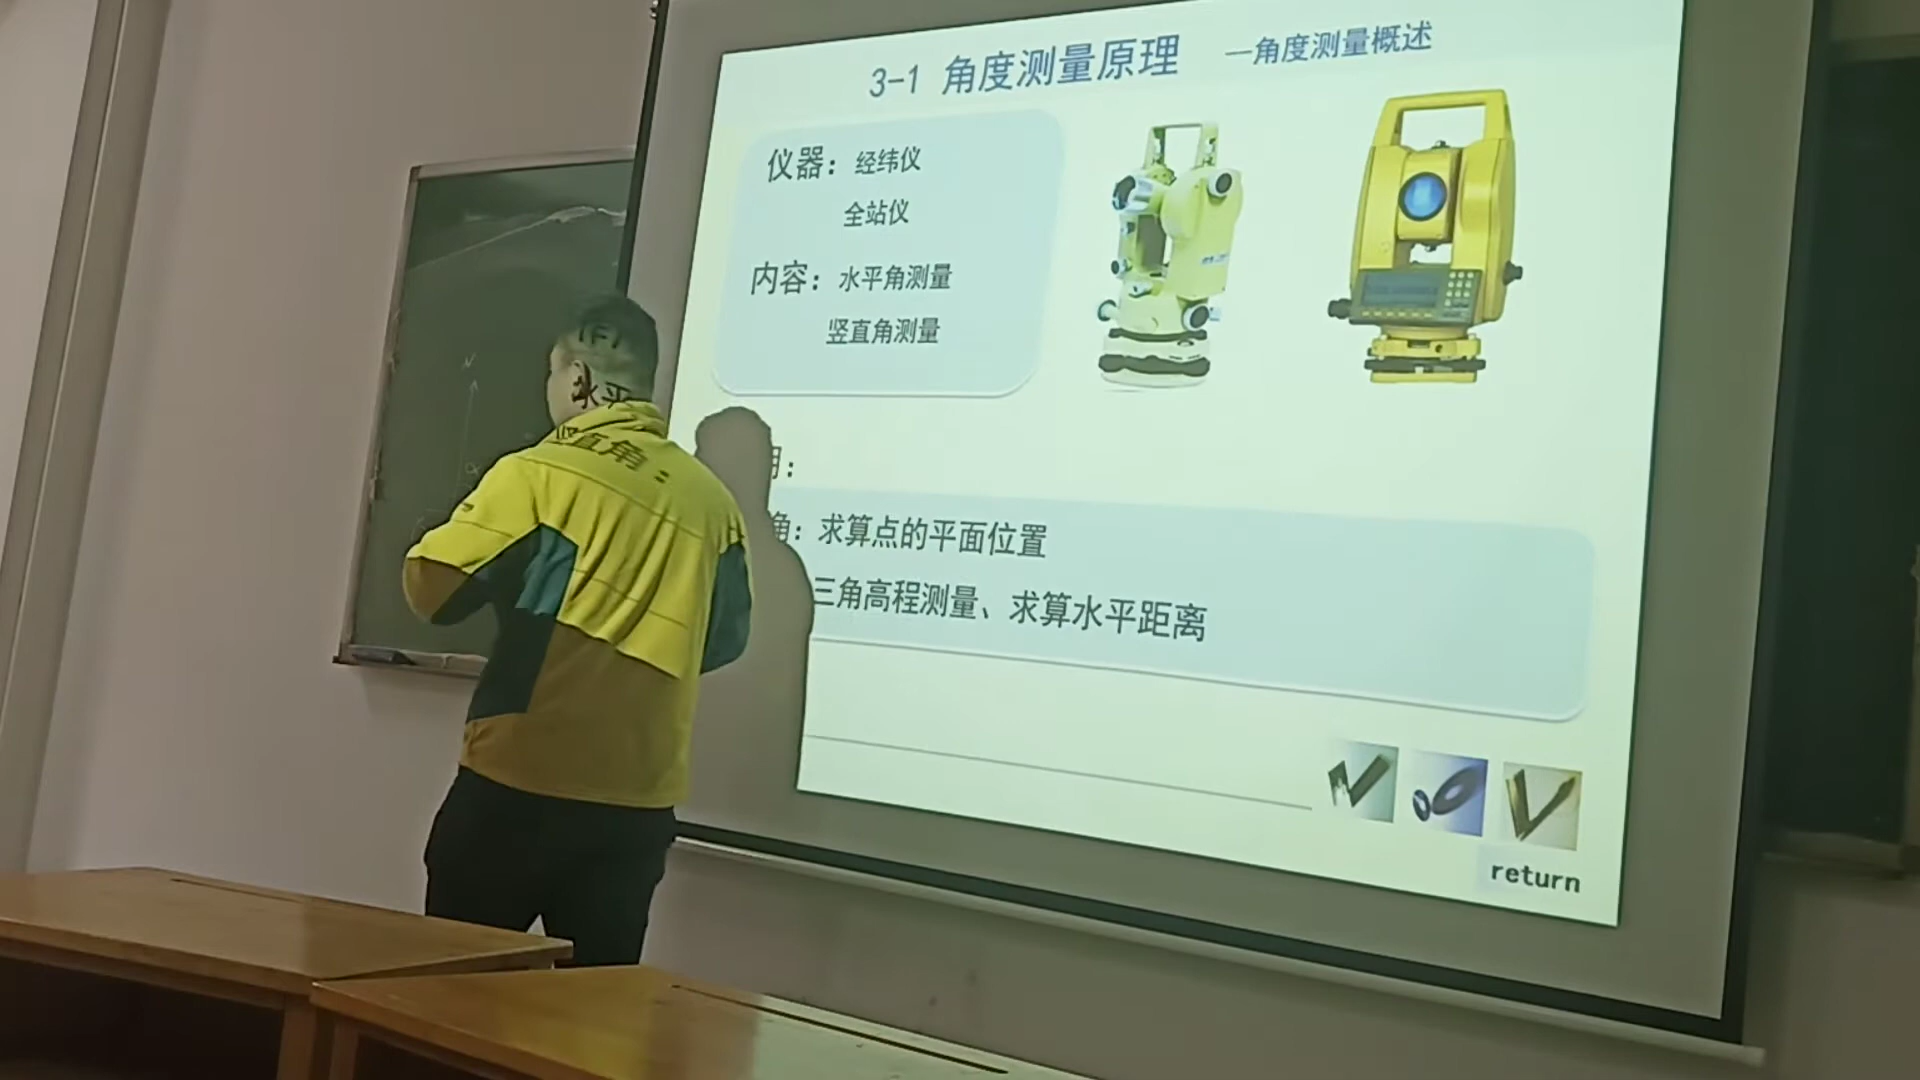 3-1 角度测量原理 —角度测量概述
仪器：经纬仪
全站仪
内容：水平角测量
竖直角测量
用：
水平角：求算点的平面位置
竖直角：三角高程测量、求算水平距离
return